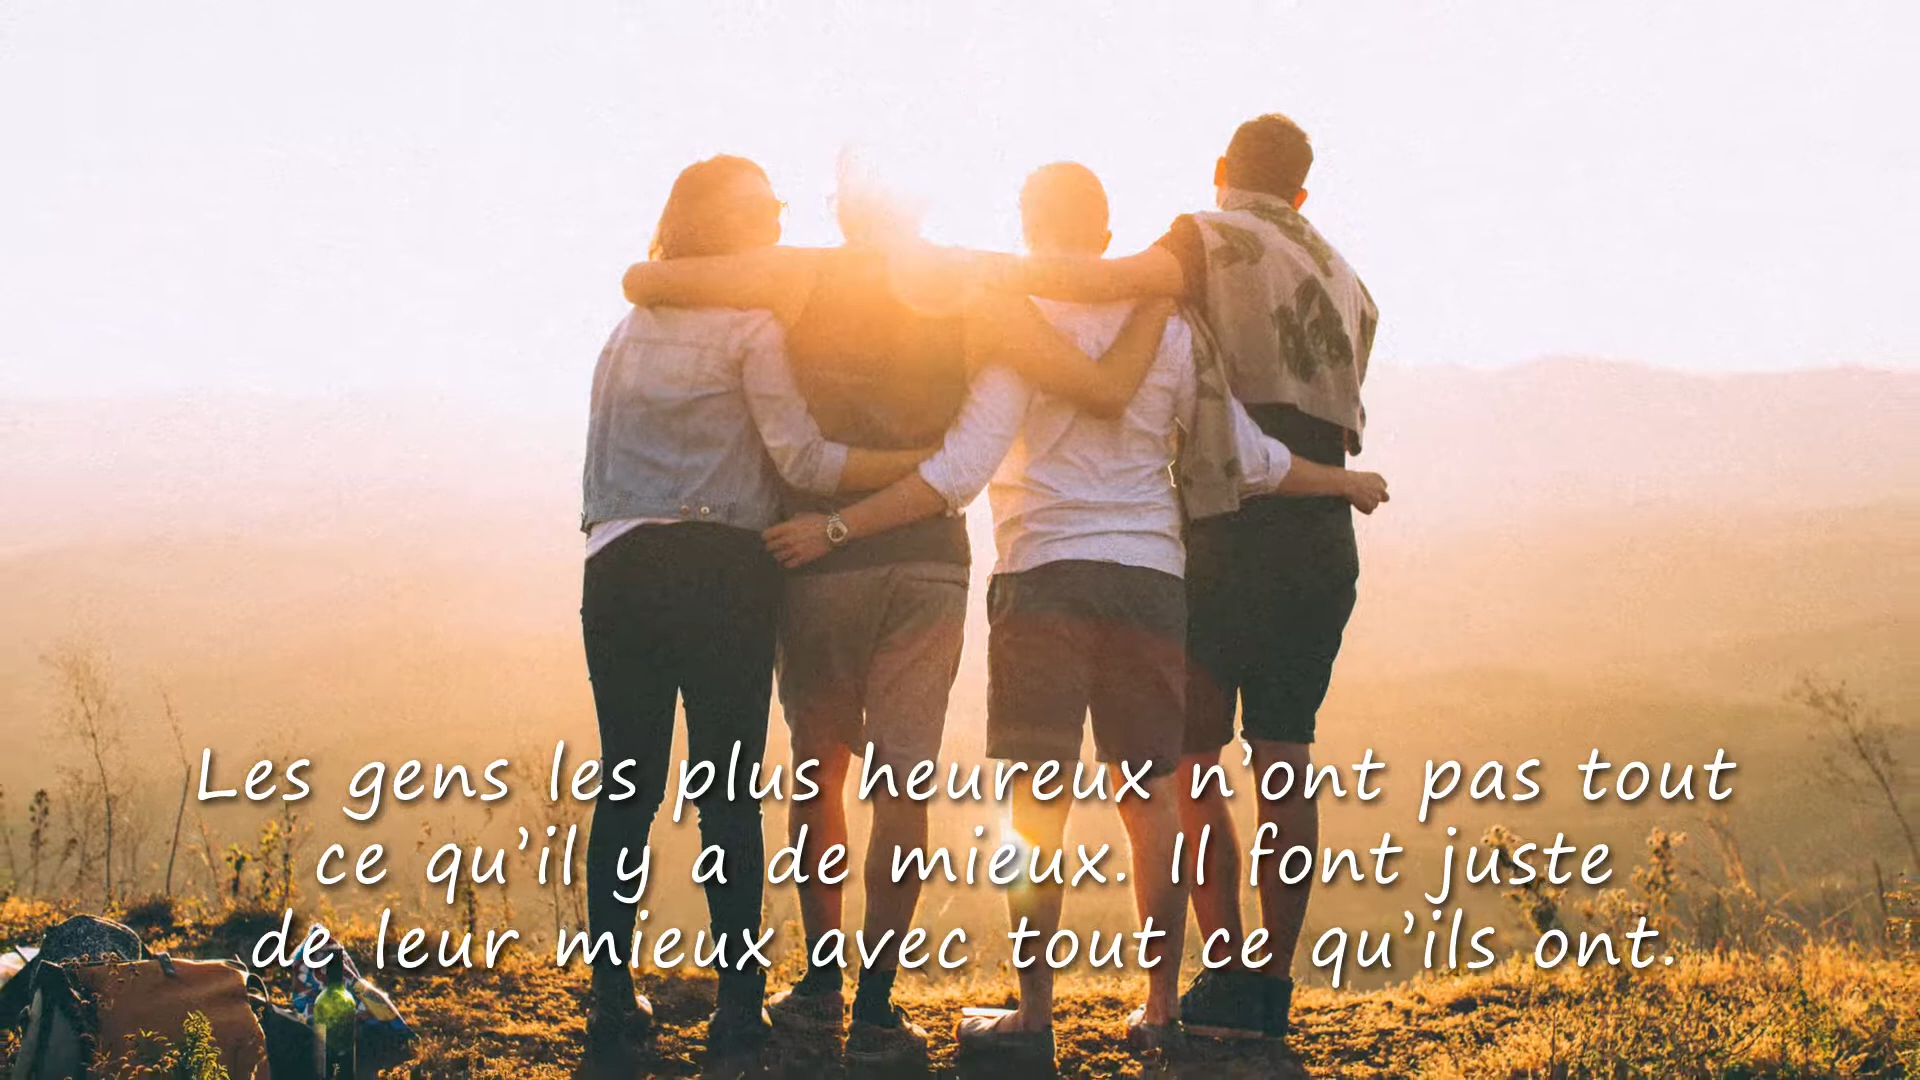 Les gens les plus heureux n’ont pas tout
ce qu’il y a de mieux. Il font juste
de leur mieux avec tout ce qu’ils ont.